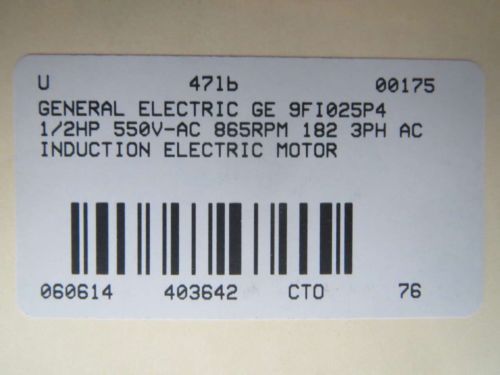 U 47lb 00175
GENERAL ELECTRIC GE 9FI025P4
1/2HP 550V-AC 865RPM 182 3PH AC
INDUCTION ELECTRIC MOTOR
060614 403642 CTO 76